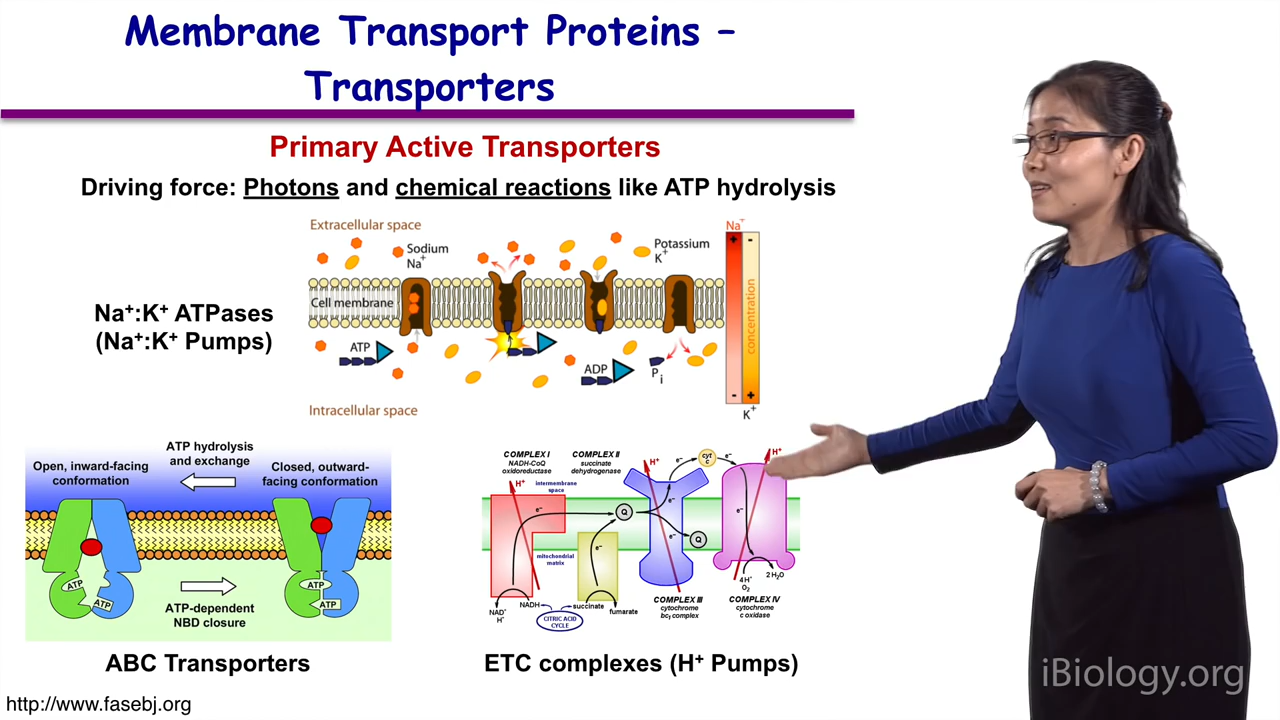 Membrane Transport Proteins –
Transporters
Primary Active Transporters
Driving force: Photons and chemical reactions like ATP hydrolysis
Extracellular space
Sodium
Na+
Potassium
K+
Na+
+ -
Cell membrane
concentration
Na+:K+ ATPases
(Na+:K+ Pumps)
ATP
ADP
Pi
- +
K+
Intracellular space
ATP hydrolysis
and exchange
Open, inward-facing
conformation
Closed, outward-
facing conformation
ATP
ATP
ATP
ATP
ATP-dependent
NBD closure
ABC Transporters
COMPLEX I
NADH-CoQ
oxidoreductase
COMPLEX II
succinate
dehydrogenase
H+
H+
e-
cyt
c
e-
H+
intermembrane
space
e-
Q
e-
e-
e-
e-
Q
mitochondrial
matrix
NAD+
H+
NADH
CITRIC ACID
CYCLE
succinate
fumarate
4H+
O2
2 H2O
COMPLEX III
cytochrome
bc1 complex
COMPLEX IV
cytochrome
c oxidase
ETC complexes (H+ Pumps)
http://www.fasebj.org
iBiology.org